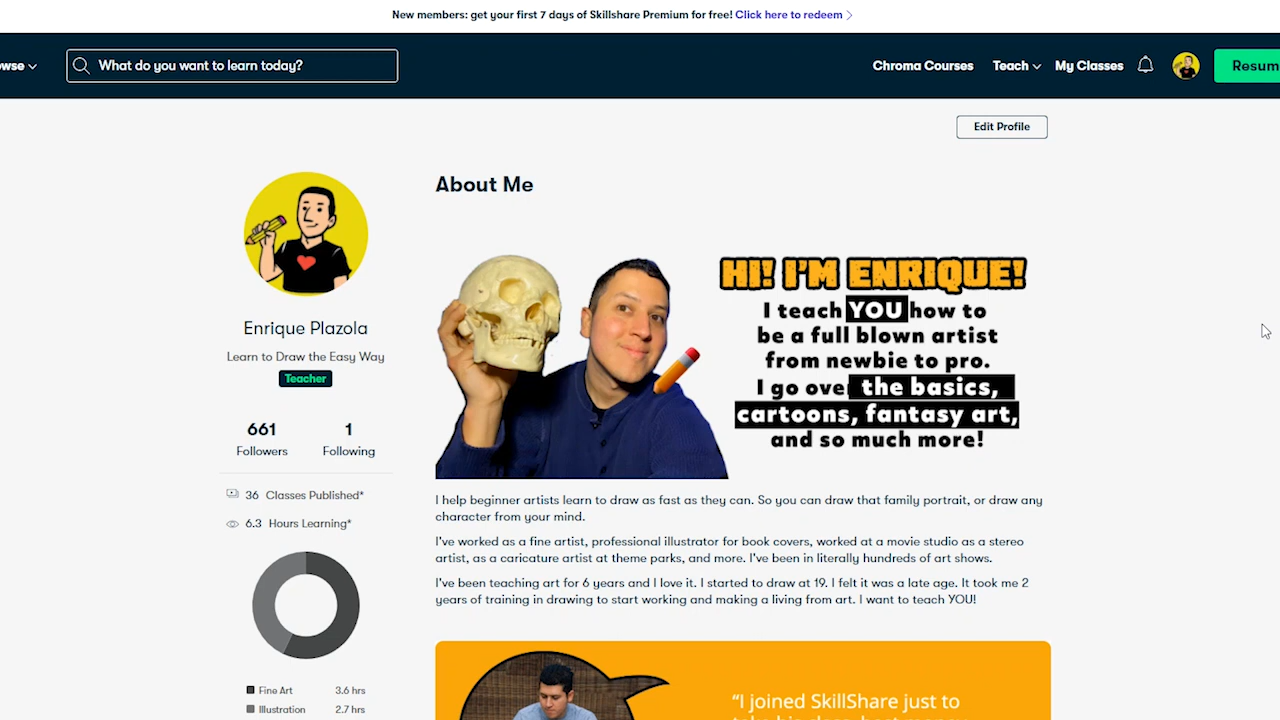 New members: get your first 7 days of Skillshare Premium for free! Click here to redeem
wse
What do you want to learn today?
Chroma Courses
Teach
My Classes
Resum
Edit Profile
Enrique Plazola
Learn to Draw the Easy Way
Teacher
661
Followers
1
Following
36 Classes Published*
6.3 Hours Learning*
Fine Art 3.6 hrs
Illustration 2.7 hrs
About Me
HI! I'M ENRIQUE!
I teach YOU how to
be a full blown artist
from newbie to pro.
I go over the basics,
cartoons, fantasy art,
and so much more!
I help beginner artists learn to draw as fast as they can. So you can draw that family portrait, or draw any
character from your mind.
I've worked as a fine artist, professional illustrator for book covers, worked at a movie studio as a stereo
artist, as a caricature artist at theme parks, and more. I've been in literally hundreds of art shows.
I've been teaching art for 6 years and I love it. I started to draw at 19. I felt it was a late age. It took me 2
years of training in drawing to start working and making a living from art. I want to teach YOU!
“I joined SkillShare just to